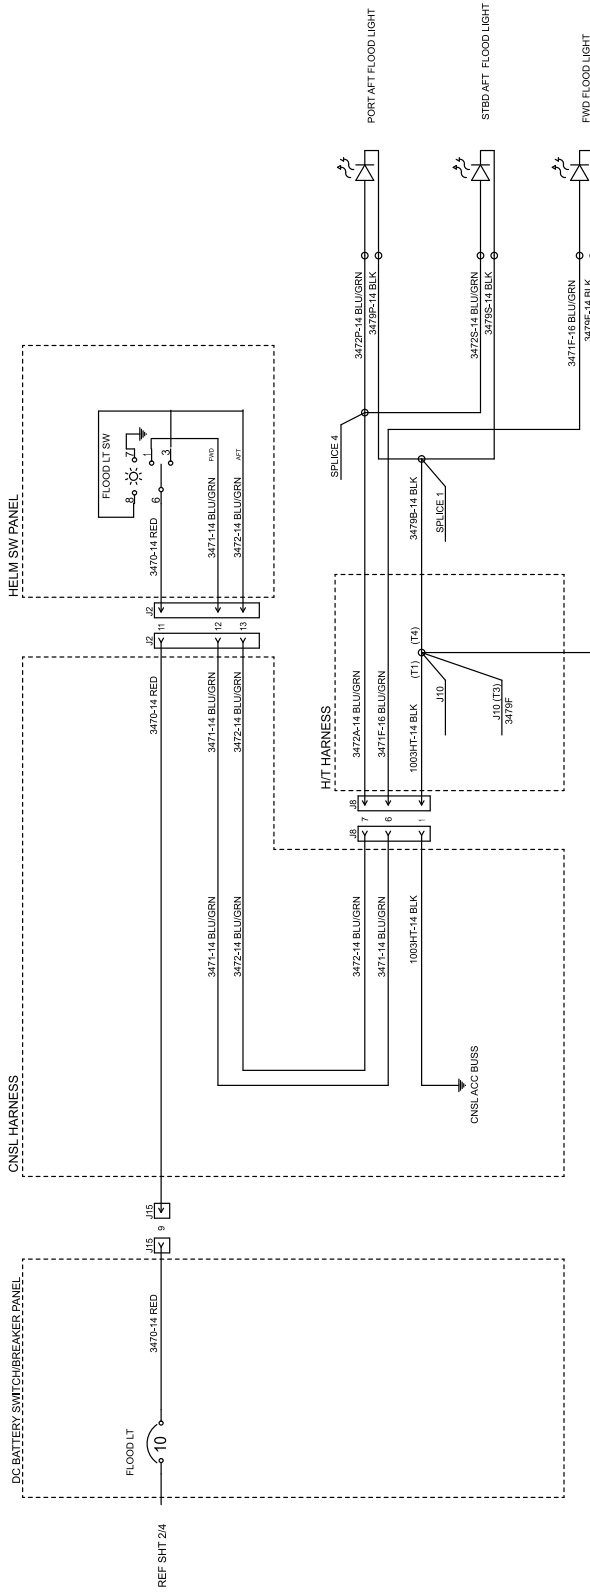 REF SHT 2/4
DC BATTERY SWITCH/BREAKER PANEL
FLOOD LT
10
3470-14 RED
J15
9
J15
CNSL HARNESS
3470-14 RED
3471-14 BLU/GRN
3472-14 BLU/GRN
3471-14 BLU/GRN
3472-14 BLU/GRN
3472-14 BLU/GRN
3471-14 BLU/GRN
1003HT-14 BLK
CNSL ACC BUSS
J2
11
12
13
J2
HELM SW PANEL
FLOOD LT SW
8
7
1
3
6
3470-14 RED
3471-14 BLU/GRN
FWD
3472-14 BLU/GRN
AFT
J8
7
6
1
J8
H/T HARNESS
3472A-14 BLU/GRN
3471F-16 BLU/GRN
1003HT-14 BLK
(T1)
(T4)
J10
J10 (T3)
3479F
SPLICE 4
3479B-14 BLK
SPLICE 1
3472P-14 BLU/GRN
3479P-14 BLK
3472S-14 BLU/GRN
3479S-14 BLK
3471F-16 BLU/GRN
3479F-14 BLK
PORT AFT FLOOD LIGHT
STBD AFT FLOOD LIGHT
FWD FLOOD LIGHT